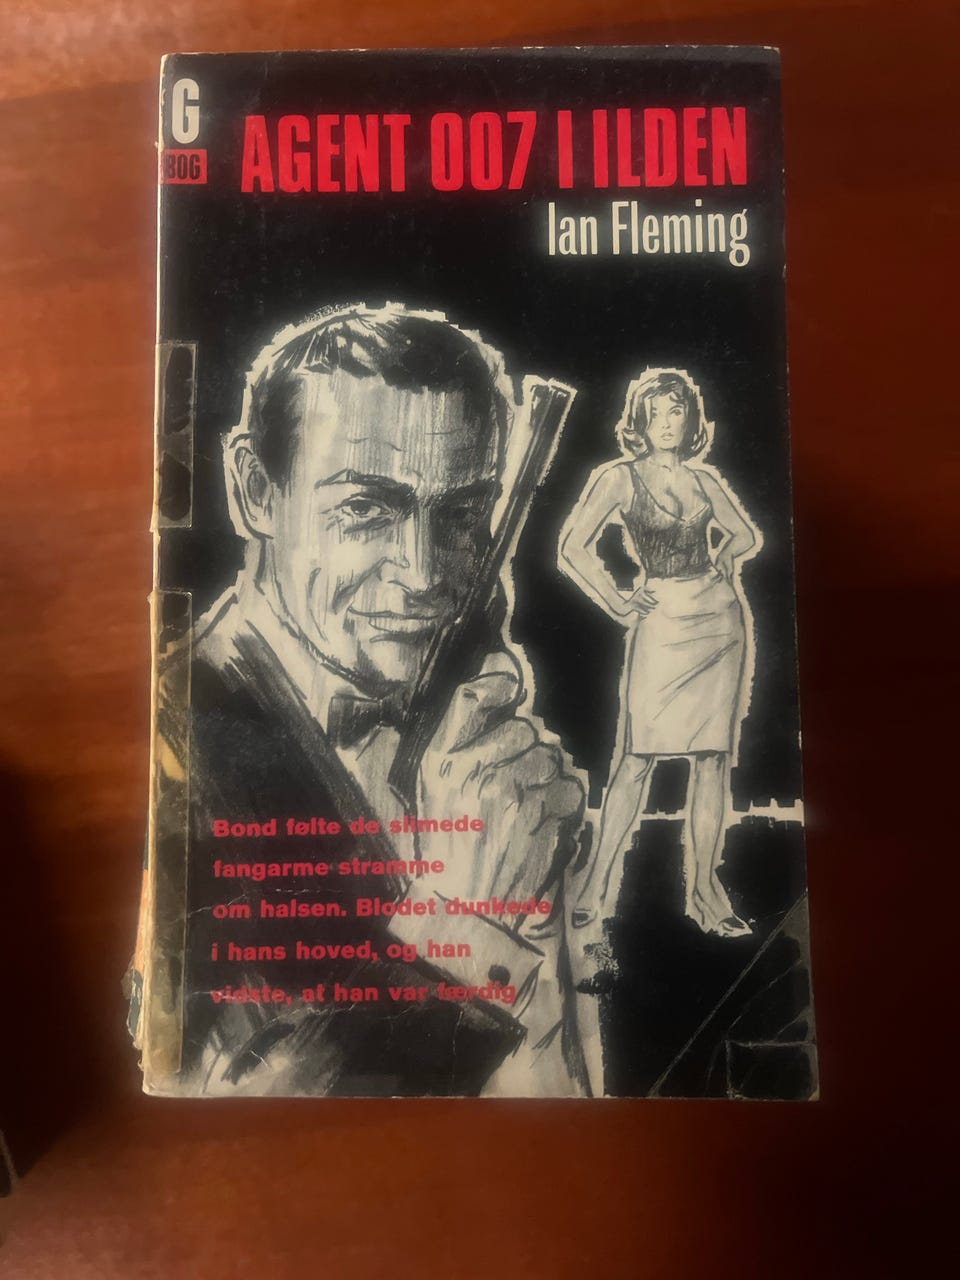 G
BOG
AGENT 007 I ILDEN
Ian Fleming
Bond følte de slimede
fangarme stramme
om halsen. Blodet dunkede
i hans hoved, og han
vidste, at han var færdig